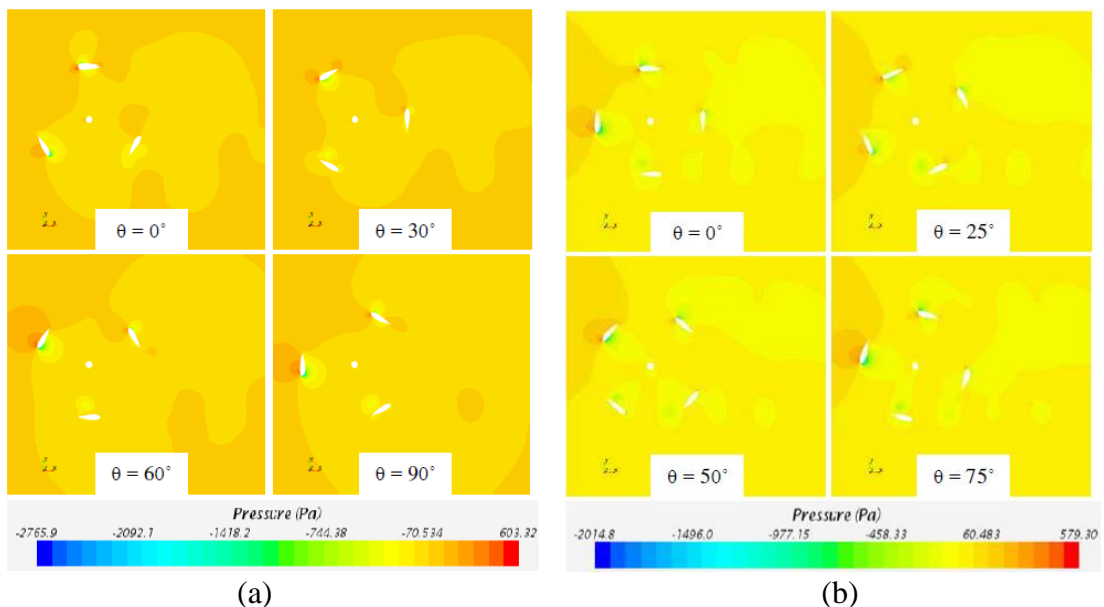 θ = 0°
θ = 30°
θ = 60°
θ = 90°
Pressure (Pa)
-2765.9 -2092.1 -1418.2 -744.38 -70.534 603.32
(a)
θ = 0°
θ = 25°
θ = 50°
θ = 75°
Pressure (Pa)
-2014.8 -1496.0 -977.15 -458.33 60.483 579.30
(b)